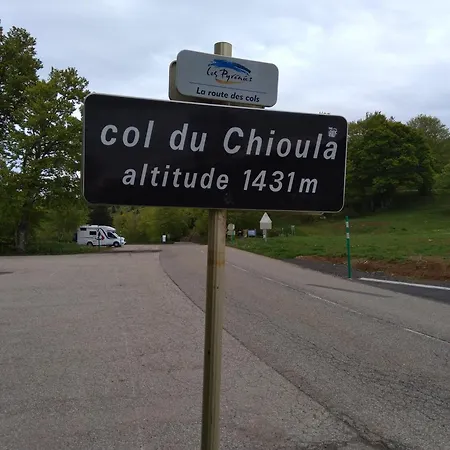 Les Pyrénées
La route des cols
col du Chioula
altitude 1431m